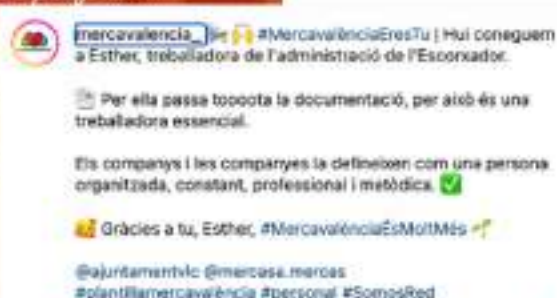 mercavalencia_ 🙌 #MercavalènciaEresTu | Hui coneguem
a Esther, treballadora de l'administració de l'Escorxador.
📄 Per ella passa toooota la documentació, per això és una
treballadora essencial.
Els companys i les companyes la defineixen com una persona
organitzada, constant, professional i metòdica. ✅
🥰 Gràcies a tu, Esther, #MercavalènciaÉsMoltMés 🌱
@ajuntamentvlc @mercasa.mercas
#plantillamercavalència #personal #SomosRed